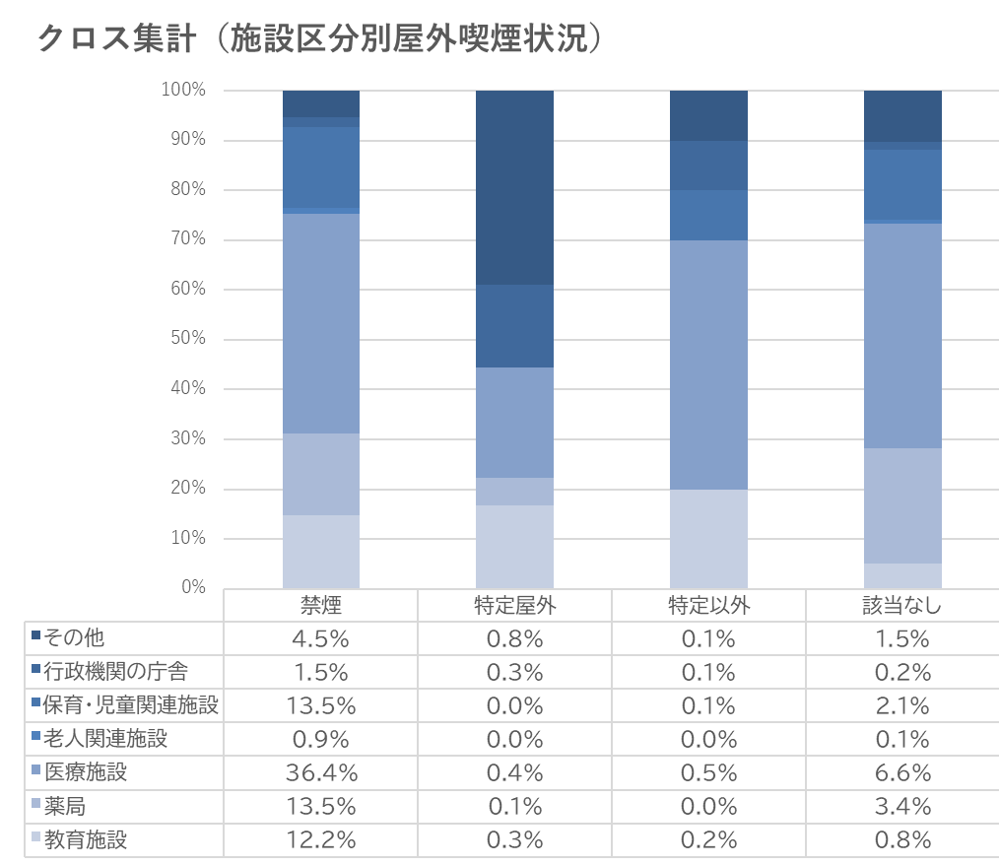 クロス集計（施設区分別屋外喫煙状況）
100%
90%
80%
70%
60%
50%
40%
30%
20%
10%
0%
禁煙 特定屋外 特定以外 該当なし
その他 4.5% 0.8% 0.1% 1.5%
行政機関の庁舎 1.5% 0.3% 0.1% 0.2%
保育・児童関連施設 13.5% 0.0% 0.1% 2.1%
老人関連施設 0.9% 0.0% 0.0% 0.1%
医療施設 36.4% 0.4% 0.5% 6.6%
薬局 13.5% 0.1% 0.0% 3.4%
教育施設 12.2% 0.3% 0.2% 0.8%